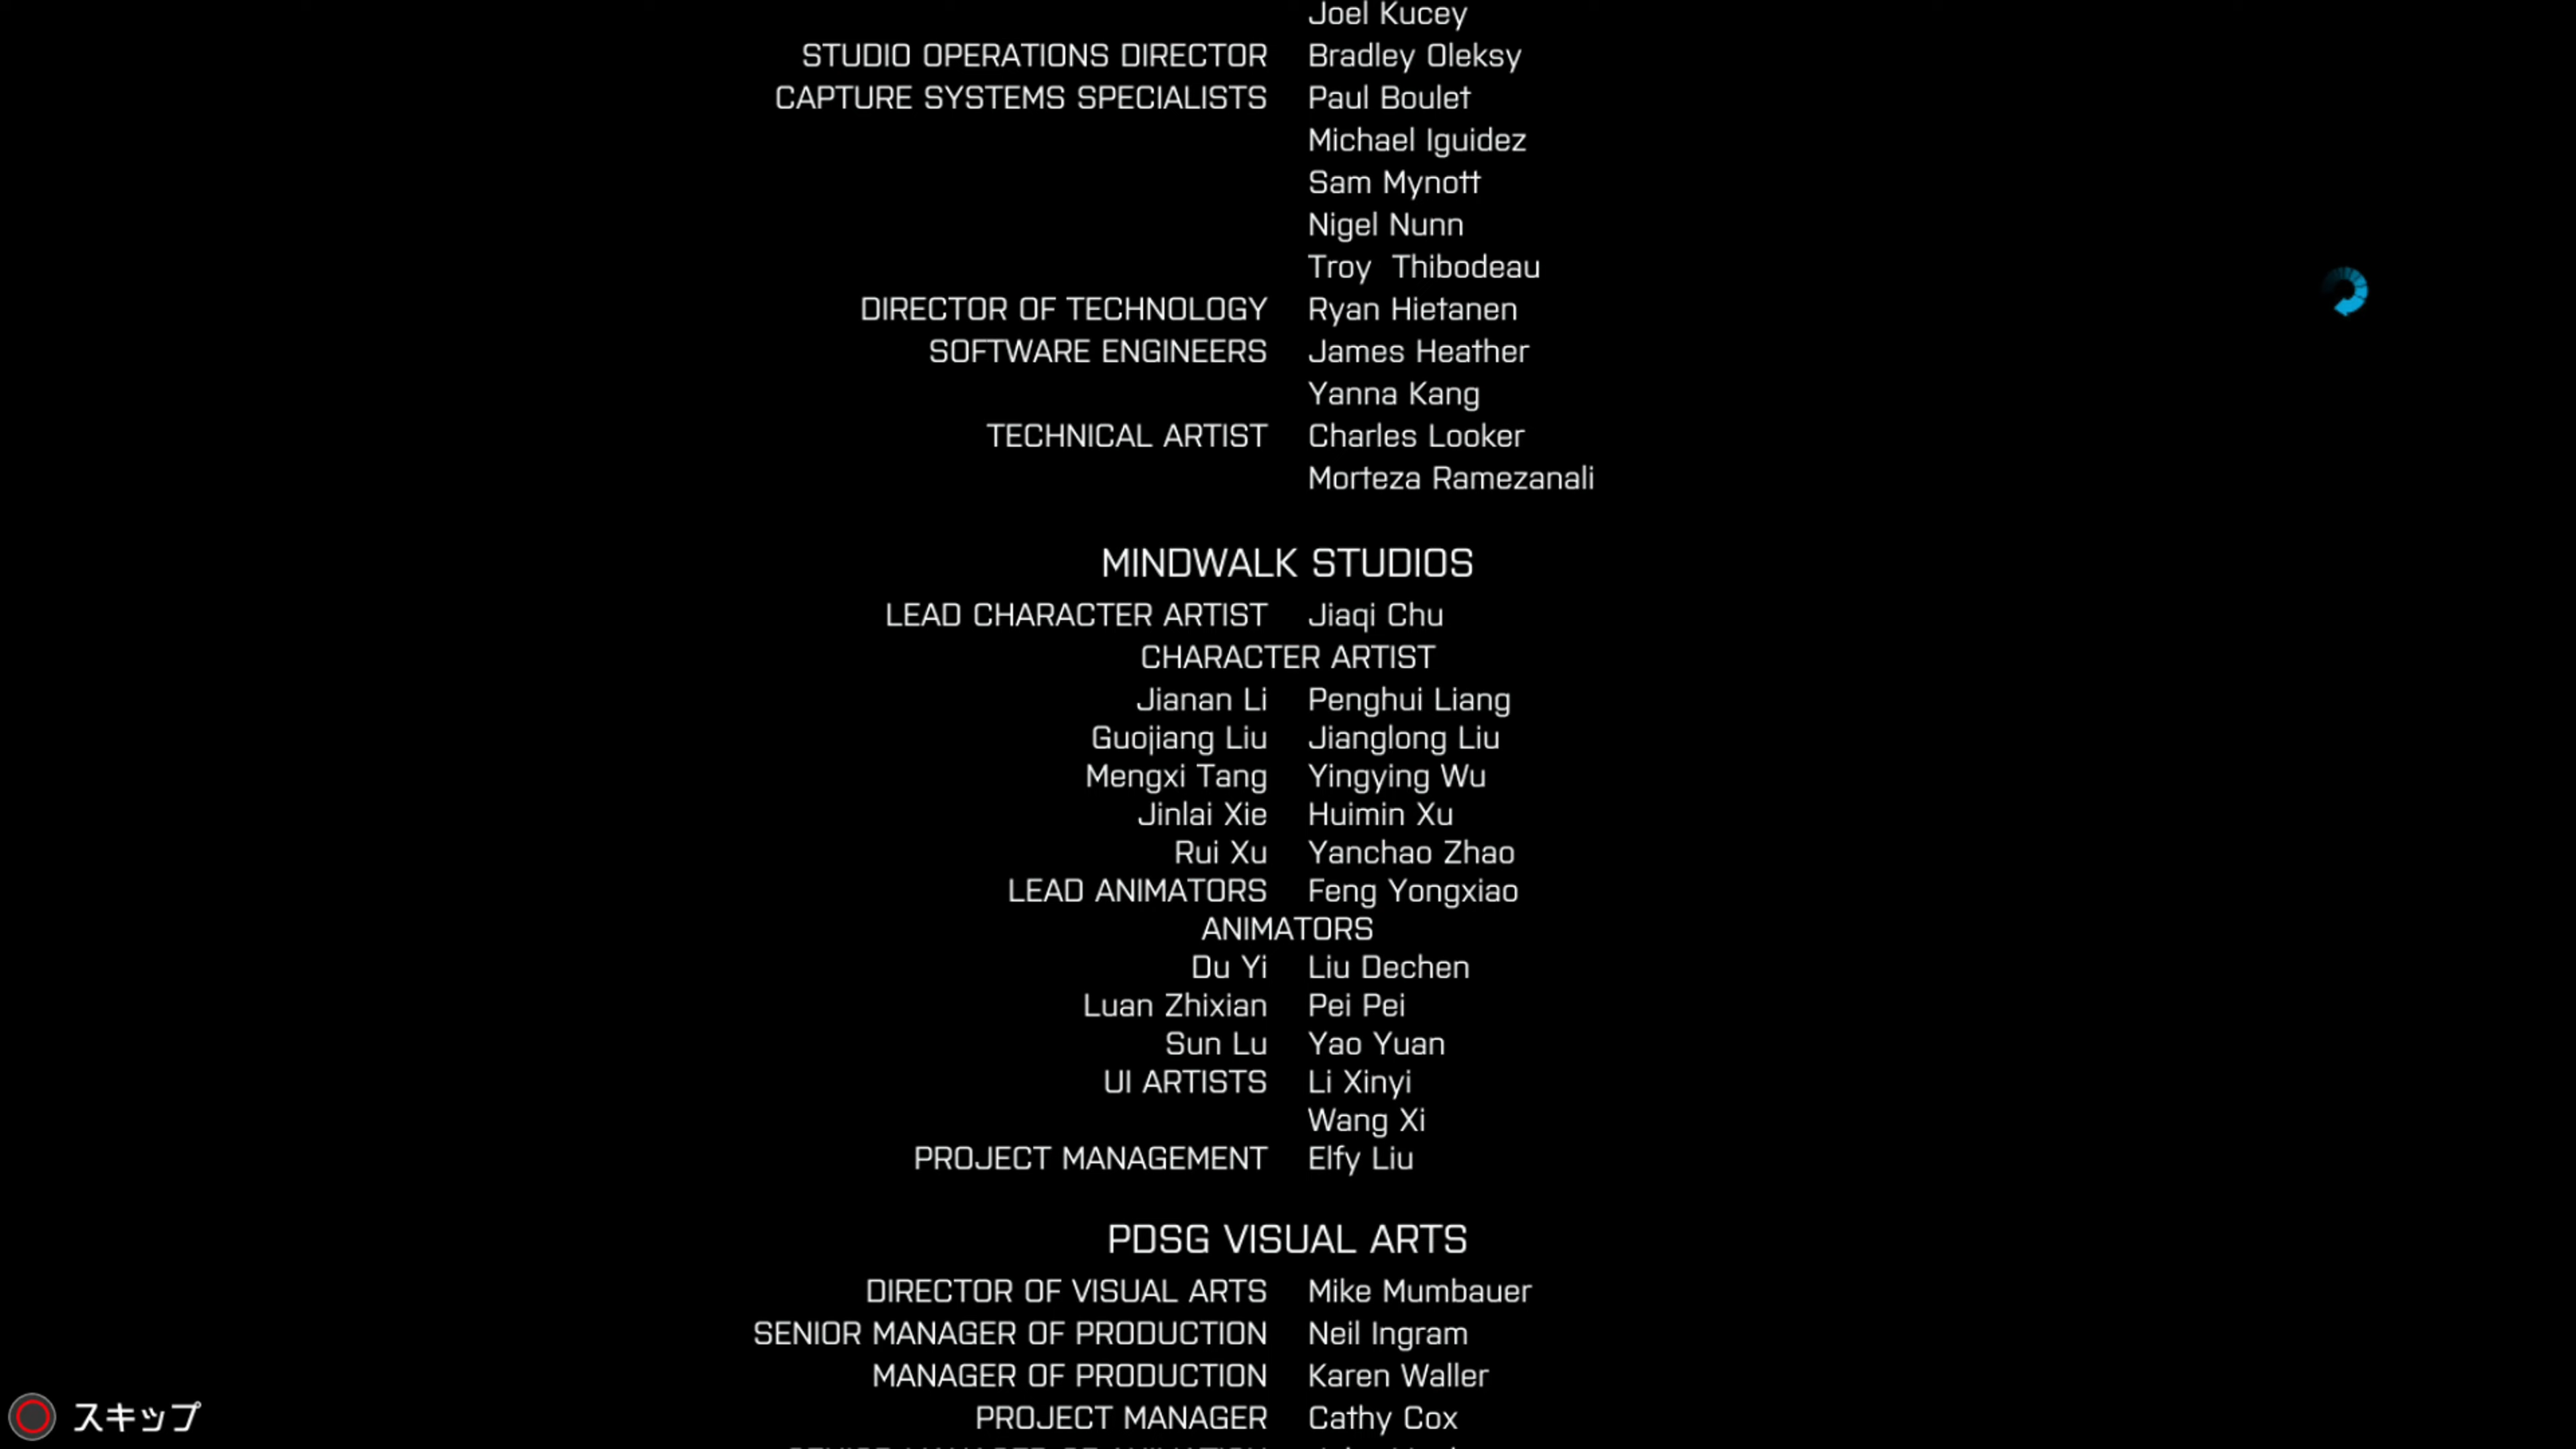 Joel Kucey
STUDIO OPERATIONS DIRECTOR Bradley Oleksy
CAPTURE SYSTEMS SPECIALISTS Paul Boulet
Michael Iguidez
Sam Mynott
Nigel Nunn
Troy Thibodeau
DIRECTOR OF TECHNOLOGY Ryan Hietanen
SOFTWARE ENGINEERS James Heather
Yanna Kang
TECHNICAL ARTIST Charles Looker
Morteza Ramezanali
MINDWALK STUDIOS
LEAD CHARACTER ARTIST Jiaqi Chu
CHARACTER ARTIST
Jianan Li Penghui Liang
Guojiang Liu Jianglong Liu
Mengxi Tang Yingying Wu
Jinlai Xie Huimin Xu
Rui Xu Yanchao Zhao
LEAD ANIMATORS Feng Yongxiao
ANIMATORS
Du Yi Liu Dechen
Luan Zhixian Pei Pei
Sun Lu Yao Yuan
UI ARTISTS Li Xinyi
Wang Xi
PROJECT MANAGEMENT Elfy Liu
PDSG VISUAL ARTS
DIRECTOR OF VISUAL ARTS Mike Mumbauer
SENIOR MANAGER OF PRODUCTION Neil Ingram
MANAGER OF PRODUCTION Karen Waller
PROJECT MANAGER Cathy Cox
スキップ